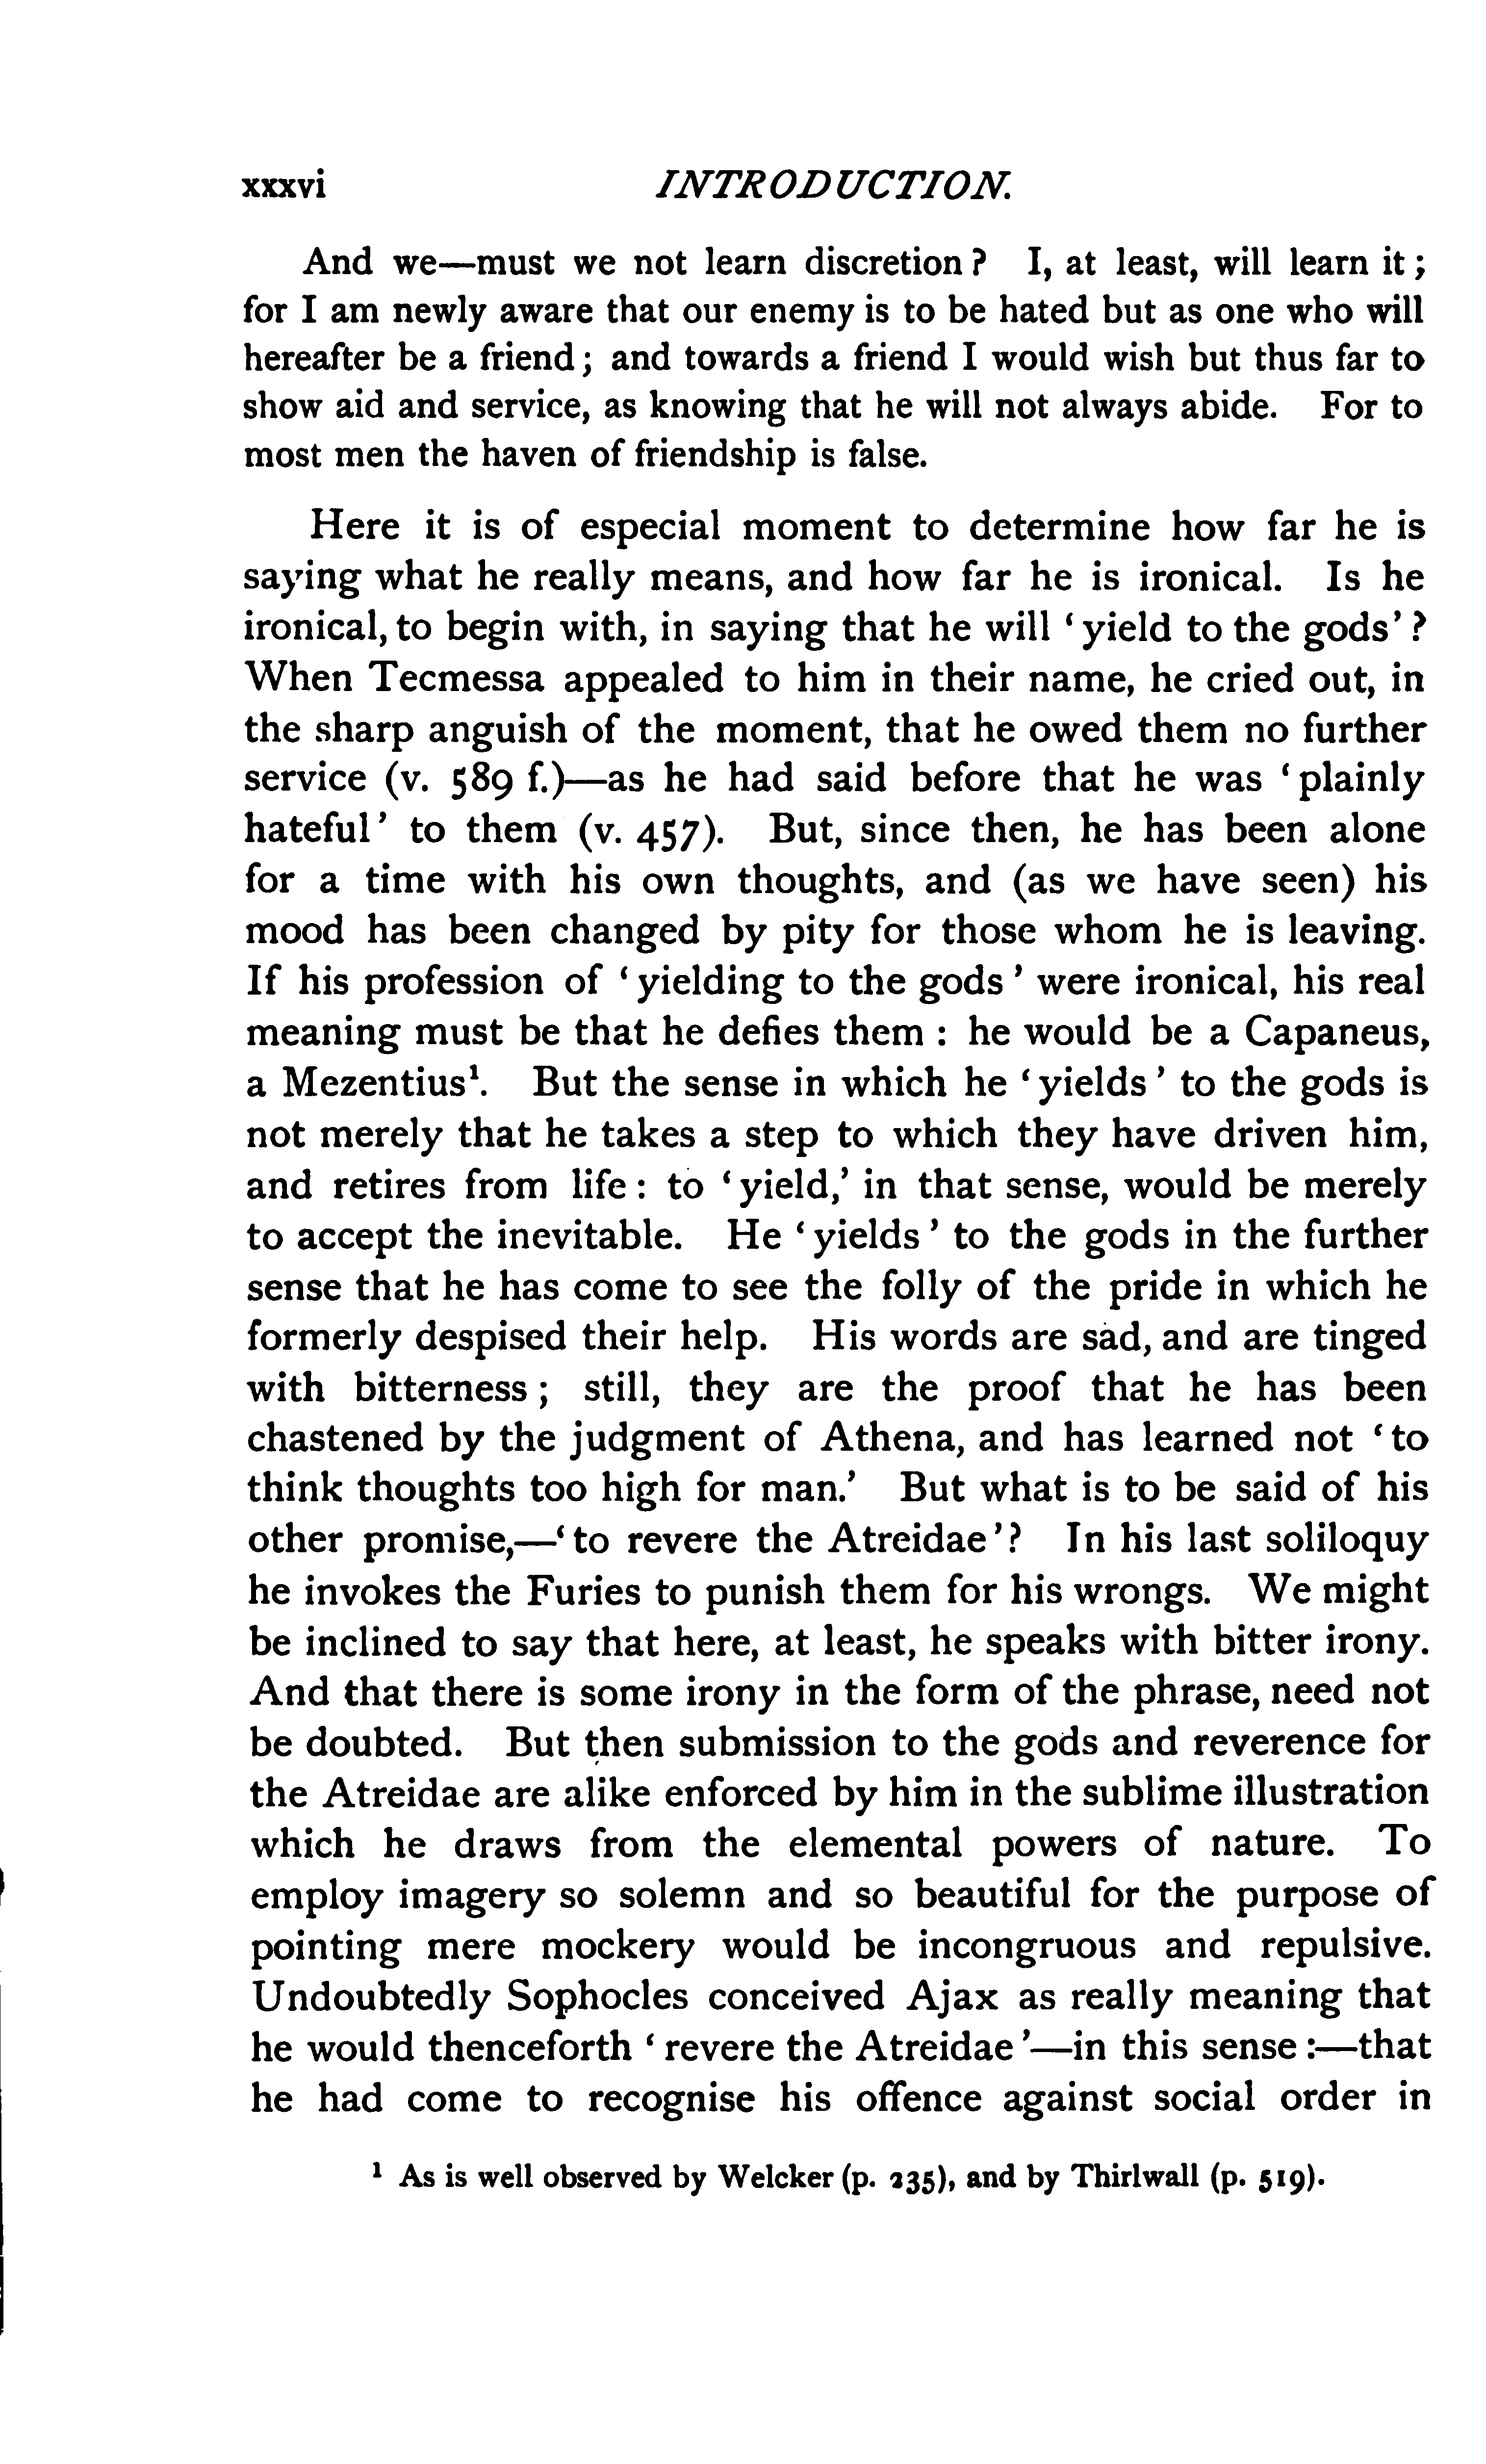 xxxvi INTRODUCTION.
And we—must we not learn discretion? I, at least, will learn it;
for I am newly aware that our enemy is to be hated but as one who will
hereafter be a friend; and towards a friend I would wish but thus far to
show aid and service, as knowing that he will not always abide. For to
most men the haven of friendship is false.
Here it is of especial moment to determine how far he is
saying what he really means, and how far he is ironical. Is he
ironical, to begin with, in saying that he will ‘yield to the gods’?
When Tecmessa appealed to him in their name, he cried out, in
the sharp anguish of the moment, that he owed them no further
service (v. 589 f.)—as he had said before that he was ‘plainly
hateful’ to them (v. 457). But, since then, he has been alone
for a time with his own thoughts, and (as we have seen) his
mood has been changed by pity for those whom he is leaving.
If his profession of ‘yielding to the gods’ were ironical, his real
meaning must be that he defies them: he would be a Capaneus,
a Mezentius¹. But the sense in which he ‘yields’ to the gods is
not merely that he takes a step to which they have driven him,
and retires from life: to ‘yield,’ in that sense, would be merely
to accept the inevitable. He ‘yields’ to the gods in the further
sense that he has come to see the folly of the pride in which he
formerly despised their help. His words are sad, and are tinged
with bitterness; still, they are the proof that he has been
chastened by the judgment of Athena, and has learned not ‘to
think thoughts too high for man.’ But what is to be said of his
other promise,—‘to revere the Atreidae’? In his last soliloquy
he invokes the Furies to punish them for his wrongs. We might
be inclined to say that here, at least, he speaks with bitter irony.
And that there is some irony in the form of the phrase, need not
be doubted. But then submission to the gods and reverence for
the Atreidae are alike enforced by him in the sublime illustration
which he draws from the elemental powers of nature. To
employ imagery so solemn and so beautiful for the purpose of
pointing mere mockery would be incongruous and repulsive.
Undoubtedly Sophocles conceived Ajax as really meaning that
he would thenceforth ‘revere the Atreidae’—in this sense:—that
he had come to recognise his offence against social order in
¹ As is well observed by Welcker (p. 235), and by Thirlwall (p. 519).